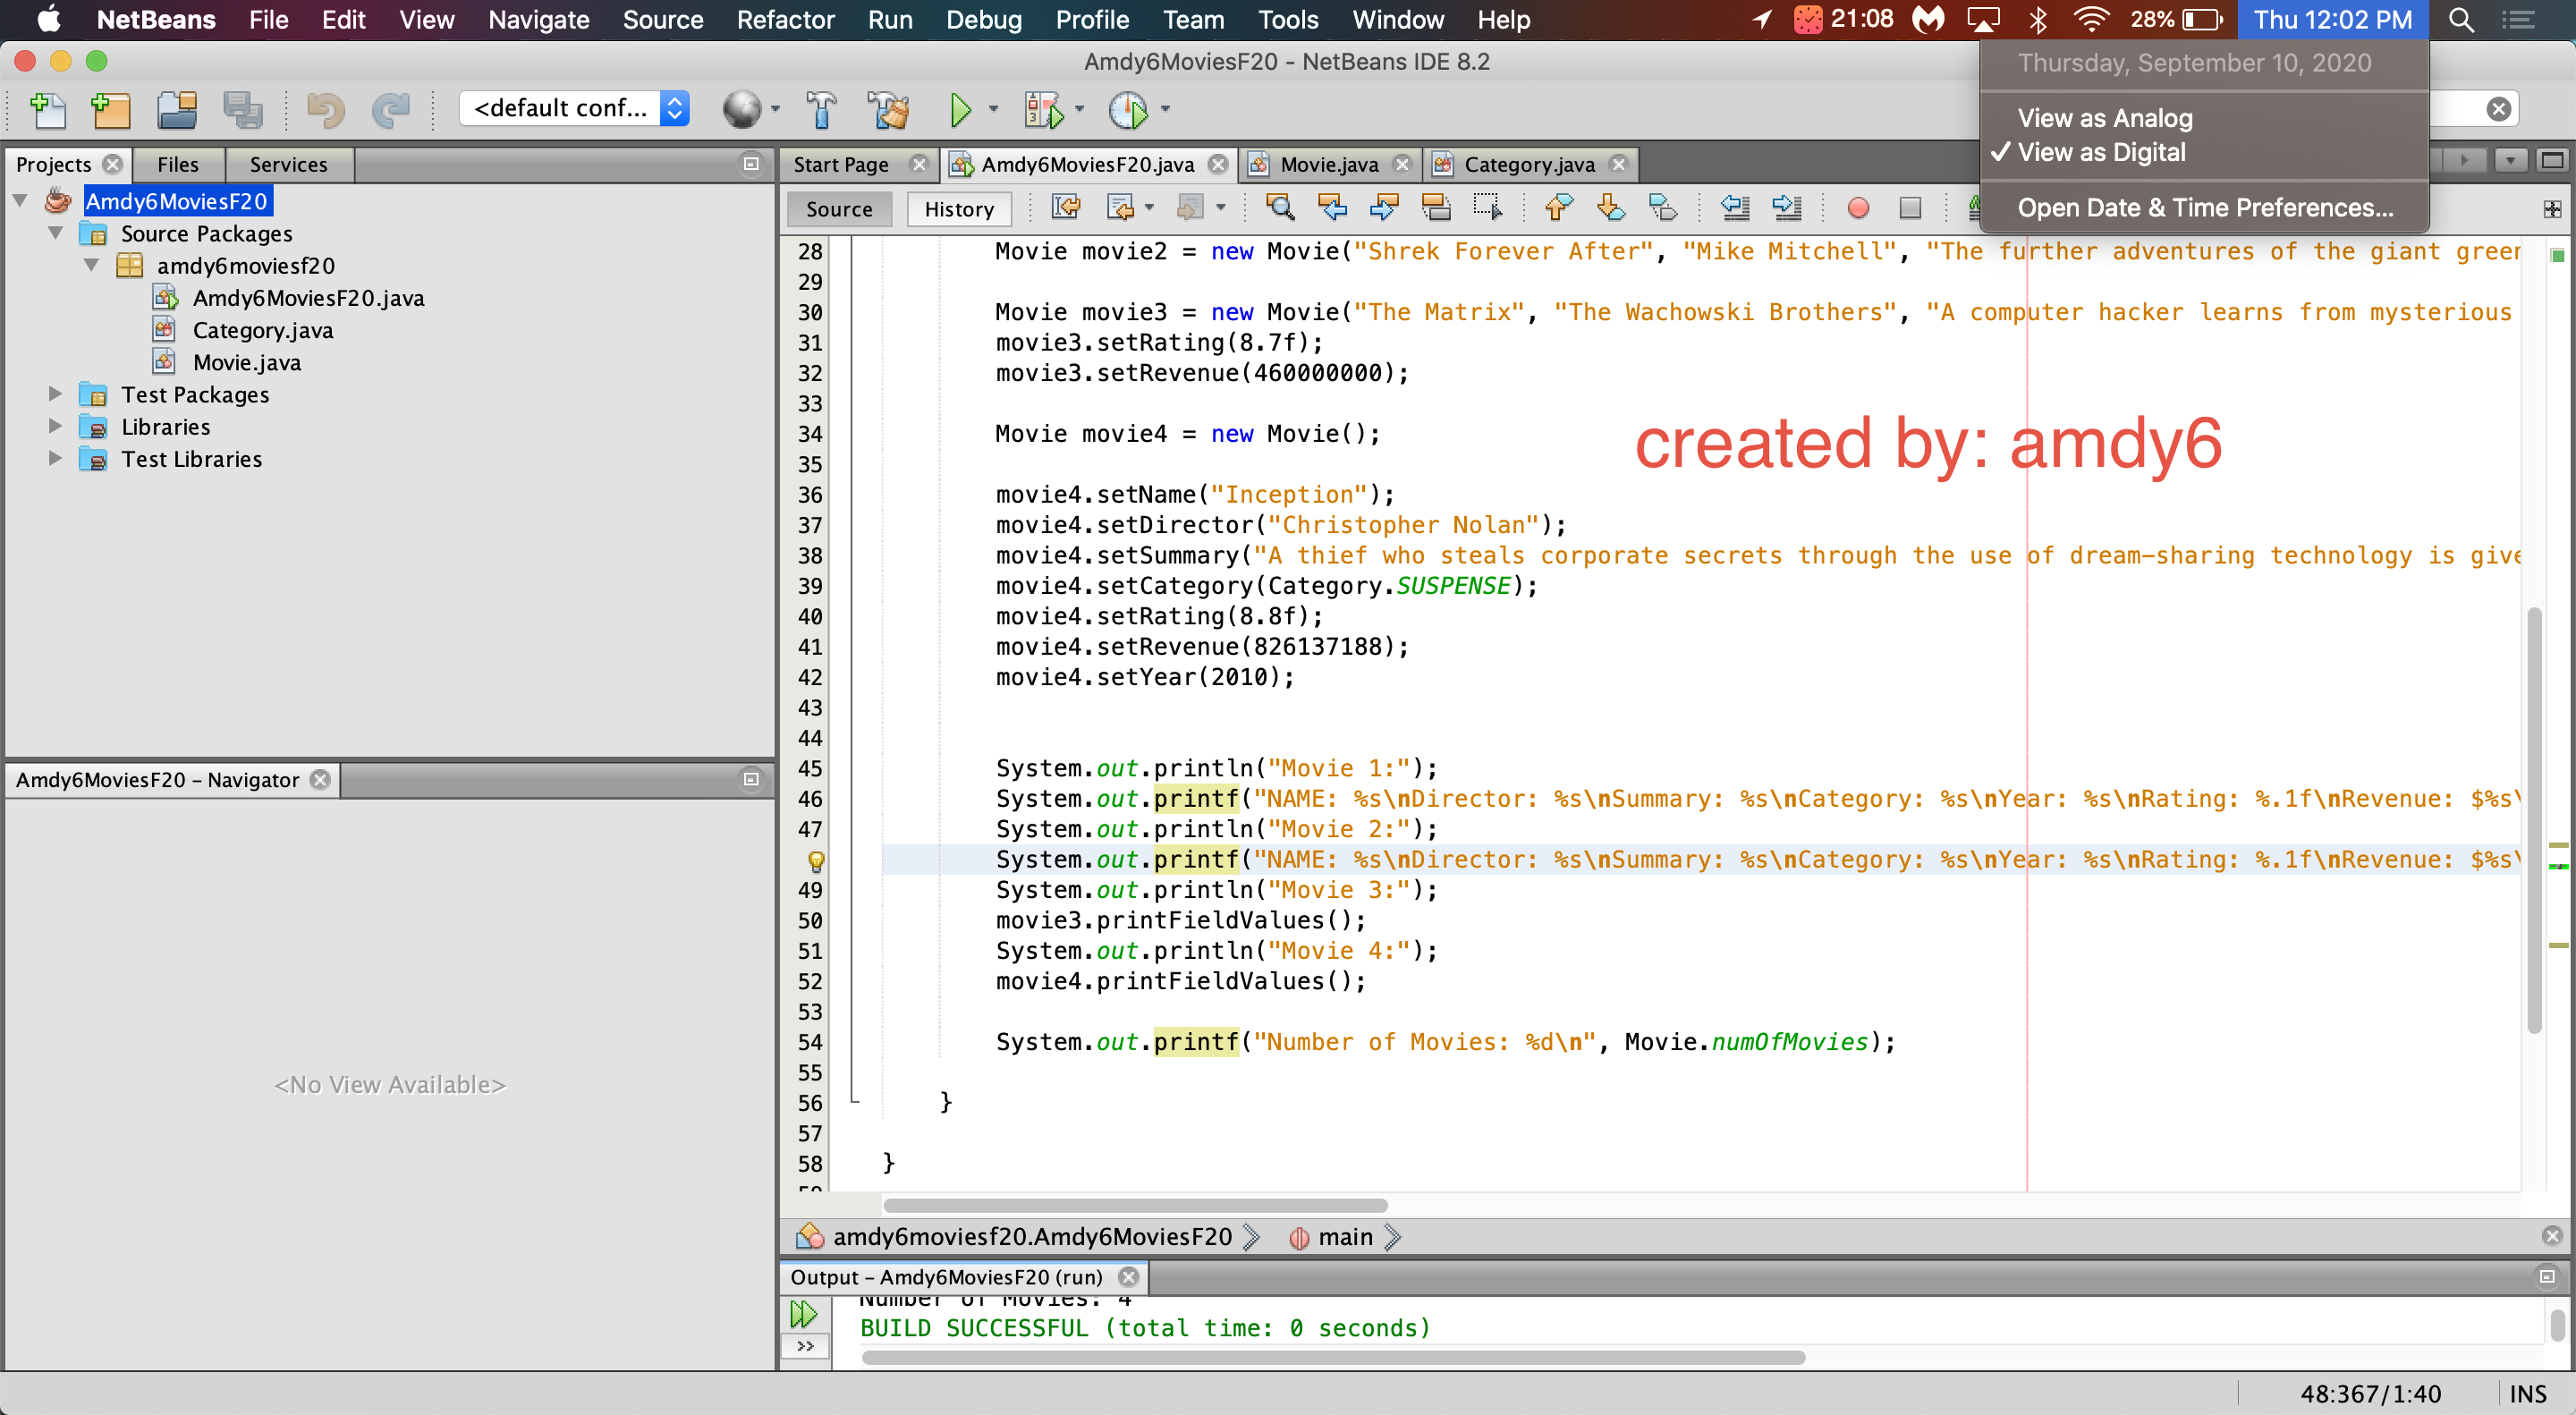 NetBeans File Edit View Navigate Source Refactor Run Debug Profile Team Tools Window Help 21:08 28% Thu 12:02 PM
Amdy6MoviesF20 - NetBeans IDE 8.2
Thursday, September 10, 2020
View as Analog
✓ View as Digital
Open Date & Time Preferences...
<default conf...
Projects Files Services
Amdy6MoviesF20
Source Packages
amdy6moviesf20
Amdy6MoviesF20.java
Category.java
Movie.java
Test Packages
Libraries
Test Libraries
Amdy6MoviesF20 - Navigator
<No View Available>
Start Page Amdy6MoviesF20.java Movie.java Category.java
Source History
28 Movie movie2 = new Movie("Shrek Forever After", "Mike Mitchell", "The further adventures of the giant green
29
30 Movie movie3 = new Movie("The Matrix", "The Wachowski Brothers", "A computer hacker learns from mysterious
31 movie3.setRating(8.7f);
32 movie3.setRevenue(460000000);
33
34 Movie movie4 = new Movie();
created by: amdy6
35
36 movie4.setName("Inception");
37 movie4.setDirector("Christopher Nolan");
38 movie4.setSummary("A thief who steals corporate secrets through the use of dream-sharing technology is give
39 movie4.setCategory(Category.SUSPENSE);
40 movie4.setRating(8.8f);
41 movie4.setRevenue(826137188);
42 movie4.setYear(2010);
43
44
45 System.out.println("Movie 1:");
46 System.out.printf("NAME: %s\nDirector: %s\nSummary: %s\nCategory: %s\nYear: %s\nRating: %.1f\nRevenue: $%s\
47 System.out.println("Movie 2:");
System.out.printf("NAME: %s\nDirector: %s\nSummary: %s\nCategory: %s\nYear: %s\nRating: %.1f\nRevenue: $%s\
49 System.out.println("Movie 3:");
50 movie3.printFieldValues();
51 System.out.println("Movie 4:");
52 movie4.printFieldValues();
53
54 System.out.printf("Number of Movies: %d\n", Movie.numOfMovies);
55
56 }
57
58 }
59
amdy6moviesf20.Amdy6MoviesF20 main
Output - Amdy6MoviesF20 (run)
Number of Movies: 4
BUILD SUCCESSFUL (total time: 0 seconds)
>>
48:367/1:40 INS